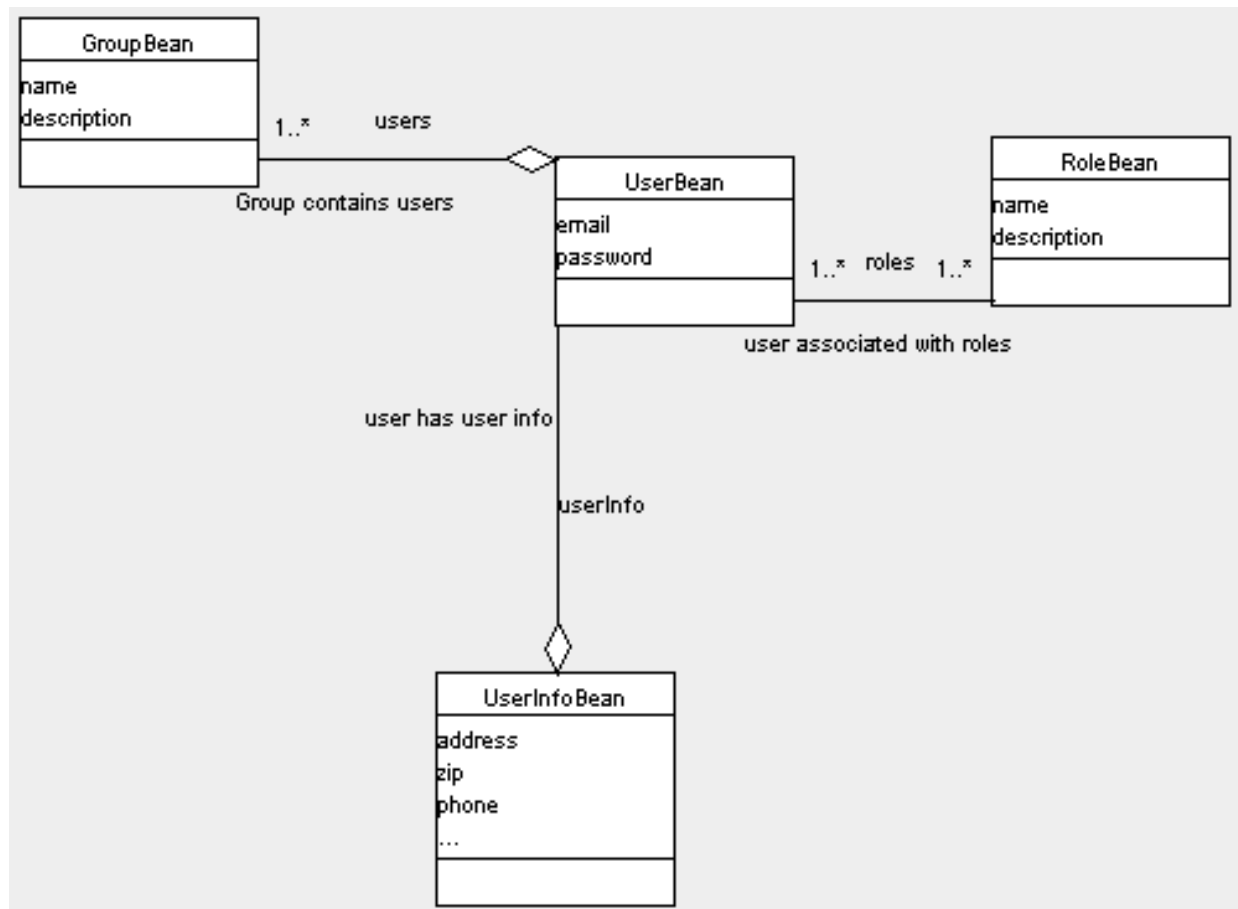 GroupBean
name
description
1..* users
Group contains users
UserBean
email
password
RoleBean
name
description
1..* roles 1..*
user associated with roles
user has user info
userInfo
UserInfoBean
address
zip
phone
...